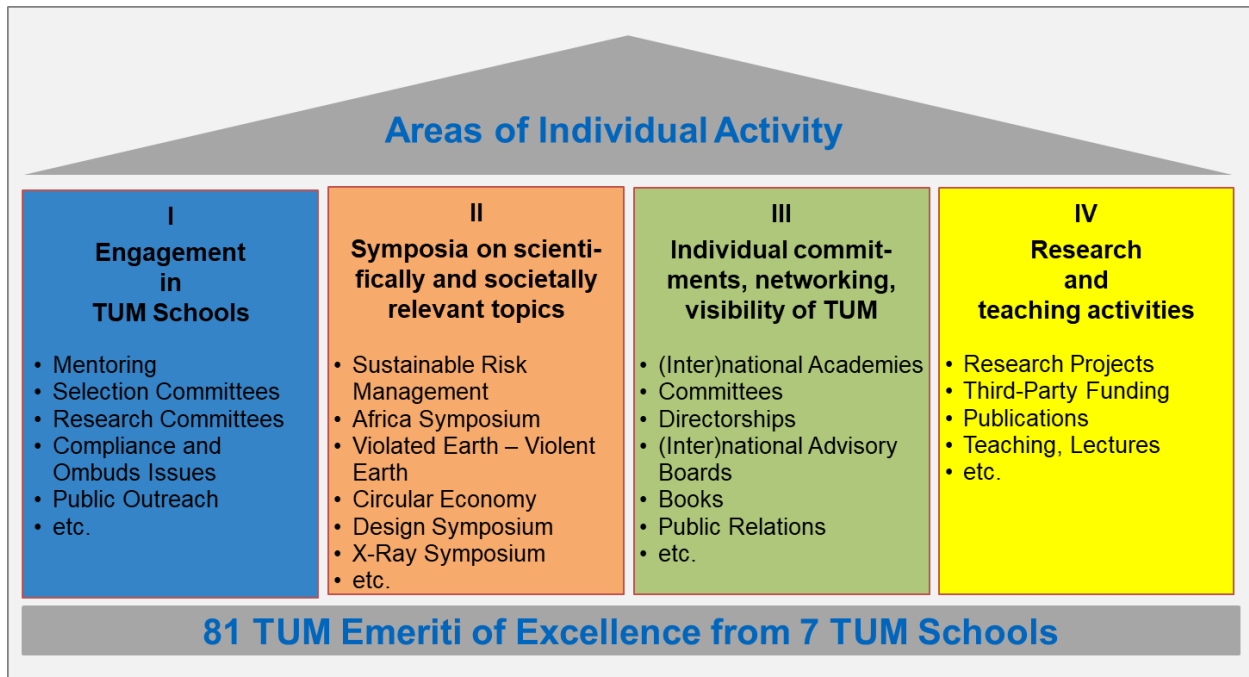 Areas of Individual Activity
I
Engagement
in
TUM Schools
• Mentoring
• Selection Committees
• Research Committees
• Compliance and
Ombuds Issues
• Public Outreach
• etc.
II
Symposia on scienti-
fically and societally
relevant topics
• Sustainable Risk
Management
• Africa Symposium
• Violated Earth – Violent
Earth
• Circular Economy
• Design Symposium
• X-Ray Symposium
• etc.
III
Individual commit-
ments, networking,
visibility of TUM
• (Inter)national Academies
• Committees
• Directorships
• (Inter)national Advisory
Boards
• Books
• Public Relations
• etc.
IV
Research
and
teaching activities
• Research Projects
• Third-Party Funding
• Publications
• Teaching, Lectures
• etc.
81 TUM Emeriti of Excellence from 7 TUM Schools